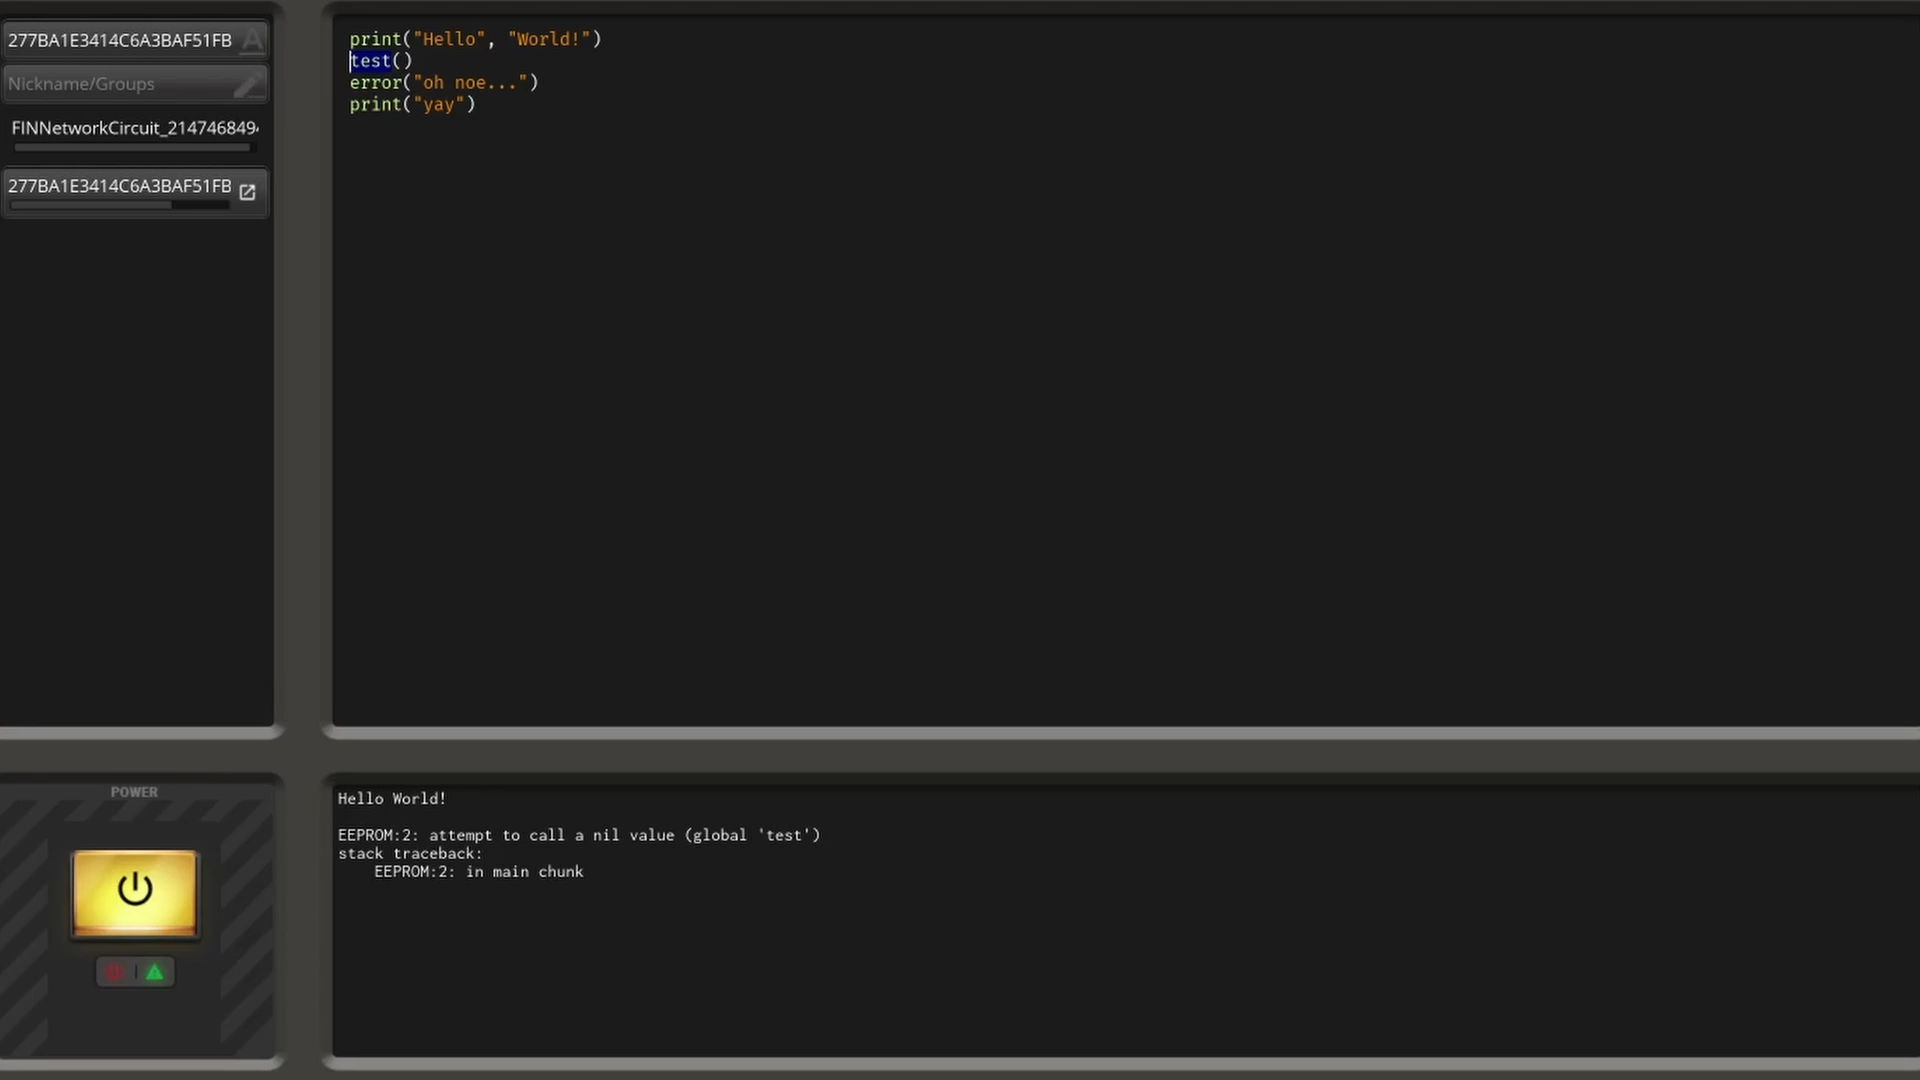 277BA1E3414C6A3BAF51FB
Nickname/Groups
FINNetworkCircuit_214746849
277BA1E3414C6A3BAF51FB
print("Hello", "World!")
test()
error("oh noe...")
print("yay")
POWER
Hello World!
EEPROM:2: attempt to call a nil value (global 'test')
stack traceback:
EEPROM:2: in main chunk